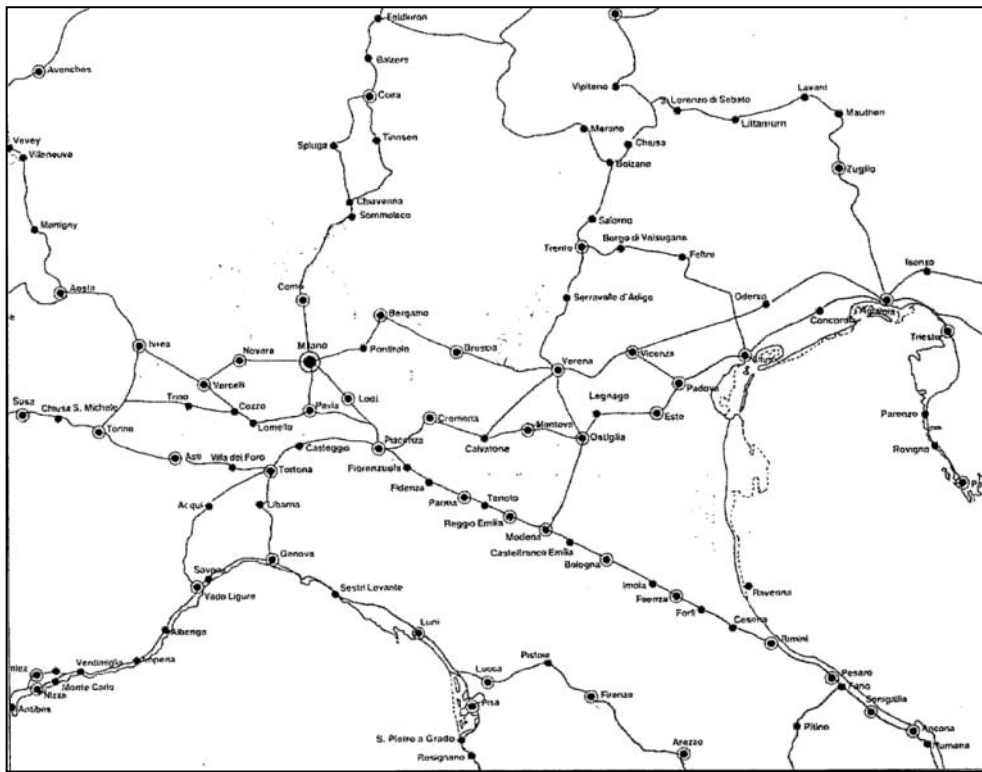 Feldkirch
Balzers
Avenches
Coira
Vipiteno
Lavant
S. Lorenzo di Sebato
Mauthen
Littamum
Merano
Chiusa
Vevey
Villeneuve
Spluga
Tinnsen
Bolzano
Zuglio
Chiavenna
Sommolaco
Martigny
Salorno
Trento
Borgo di Valsugana
Feltre
Isonzo
Aosta
Como
Serravalle d'Adige
Oderzo
Bergamo
Concordia
Aquileia
Trieste
Ivrea
Novara
Milano
Pontirolo
Brescia
Verona
Vicenza
Altino
Vercelli
Padova
Susa
Chiusa S. Michele
Trino
Cozzo
Pavia
Lodi
Legnago
Este
Parenzo
Torino
Lomello
Cremona
Mantova
Calvatone
Ostiglia
Rovigno
Asti
Villa del Foro
Casteggio
Piacenza
Tortona
Fiorenzuola
Fidenza
P
Acqui
Libarna
Parma
Taneto
Reggio Emilia
Modena
Castelfranco Emilia
Bologna
Genova
Savona
Vado Ligure
Sestri Levante
Imola
Faenza
Ravenna
Forlì
Cesena
Albenga
Luni
Rimini
Imperia
Ventimiglia
Monte Carlo
Nizza
Antibes
Lucca
Pistoia
Firenze
Pesaro
Fano
Senigallia
Pisa
Pitino
Ancona
Numana
S. Pietro a Grado
Rosignano
Arezzo